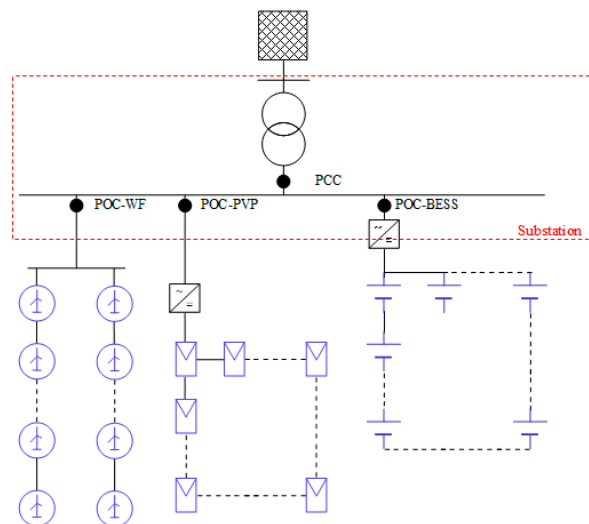 PCC
POC-WF
POC-PVP
POC-BESS
~
=
Substation
~
=